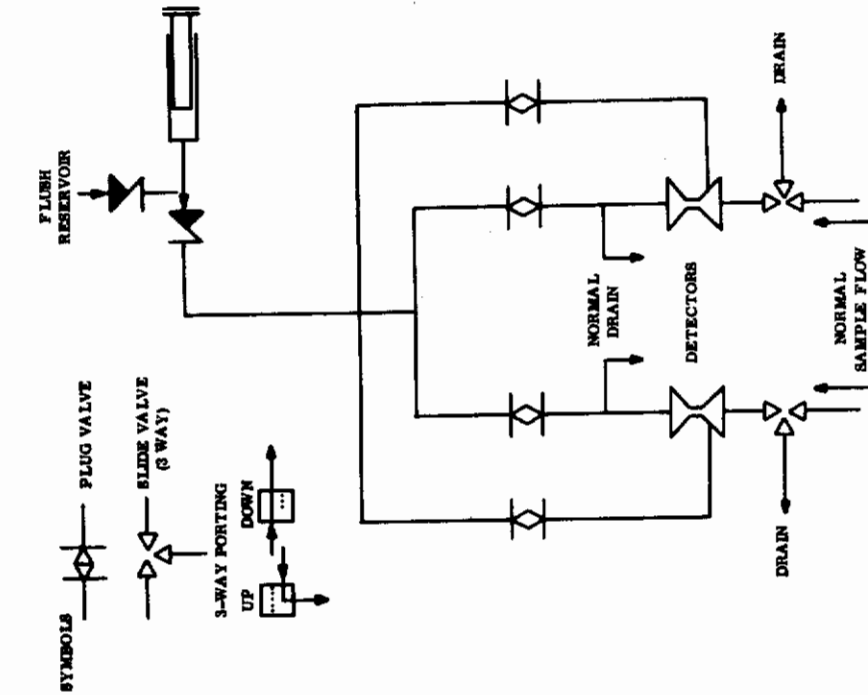 SYMBOLS
PLUG VALVE
SLIDE VALVE
(3 WAY)
3-WAY PORTING
UP
DOWN
FLUSH
RESERVOIR
NORMAL
DRAIN
DETECTORS
DRAIN
DRAIN
NORMAL
SAMPLE FLOW